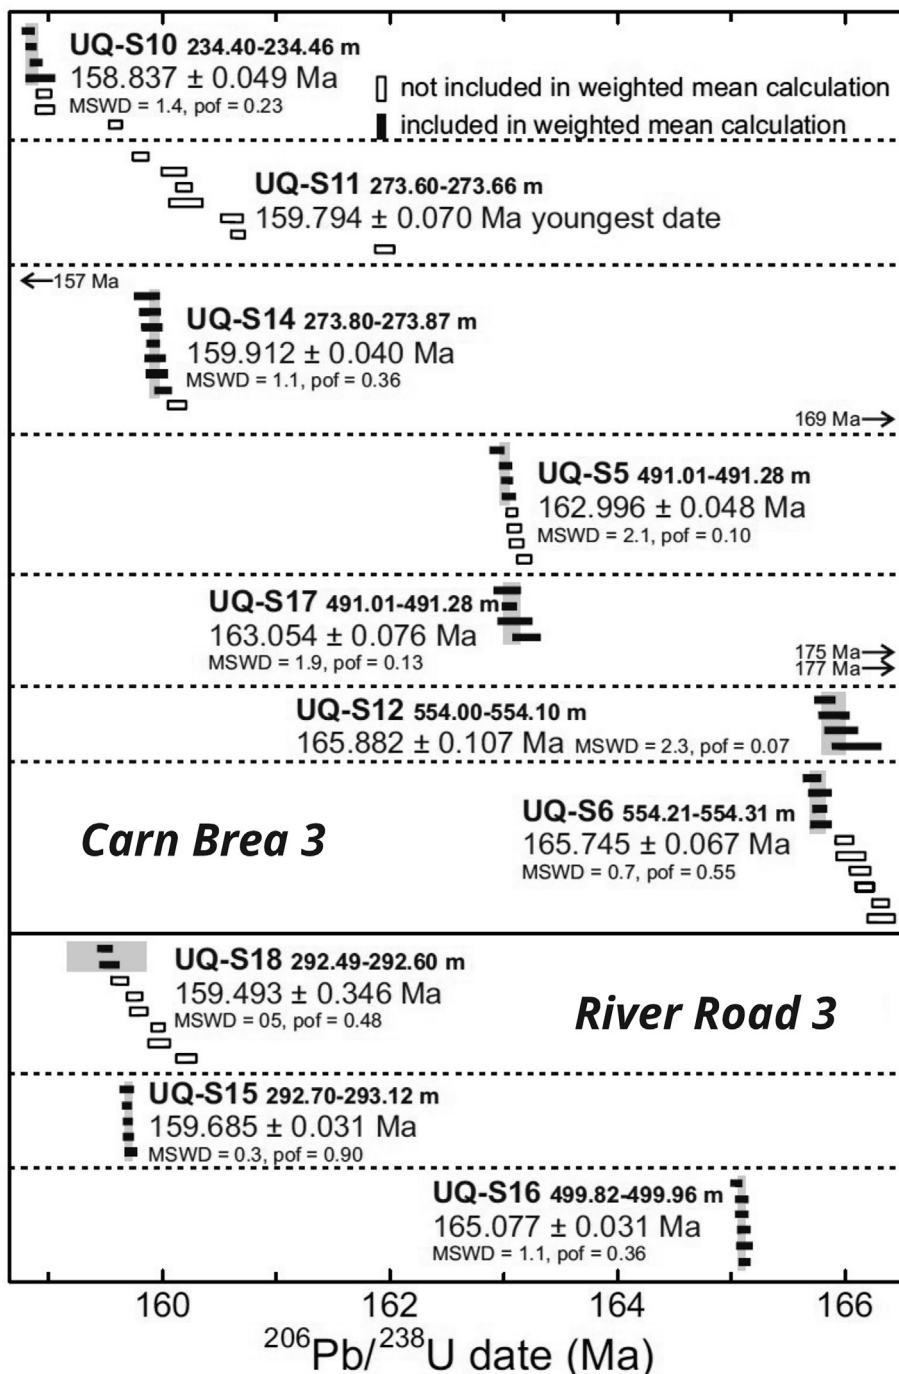 160 162 164 166
UQ-S10 234.40-234.46 m
158.837 ± 0.049 Ma
MSWD = 1.4, pof = 0.23
not included in weighted mean calculation
included in weighted mean calculation
UQ-S11 273.60-273.66 m
159.794 ± 0.070 Ma youngest date
157 Ma
UQ-S14 273.80-273.87 m
159.912 ± 0.040 Ma
MSWD = 1.1, pof = 0.36
169 Ma
UQ-S5 491.01-491.28 m
162.996 ± 0.048 Ma
MSWD = 2.1, pof = 0.10
UQ-S17 491.01-491.28 m
163.054 ± 0.076 Ma
MSWD = 1.9, pof = 0.13
175 Ma
177 Ma
UQ-S12 554.00-554.10 m
165.882 ± 0.107 Ma MSWD = 2.3, pof = 0.07
UQ-S6 554.21-554.31 m
165.745 ± 0.067 Ma
MSWD = 0.7, pof = 0.55
Carn Brea 3
UQ-S18 292.49-292.60 m
159.493 ± 0.346 Ma
MSWD = 05, pof = 0.48
River Road 3
UQ-S15 292.70-293.12 m
159.685 ± 0.031 Ma
MSWD = 0.3, pof = 0.90
UQ-S16 499.82-499.96 m
165.077 ± 0.031 Ma
MSWD = 1.1, pof = 0.36
160 162 164 166
²⁰⁶Pb/²³⁸U date (Ma)